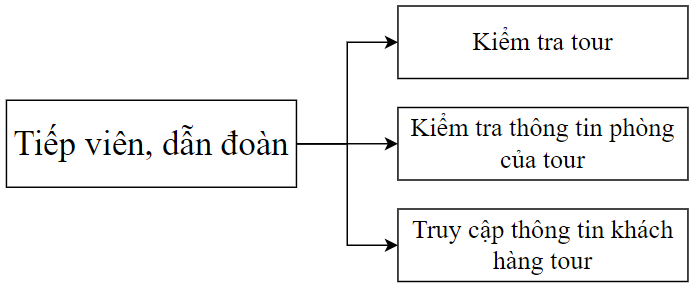 Tiếp viên, dẫn đoàn
Kiểm tra tour
Kiểm tra thông tin phòng
của tour
Truy cập thông tin khách
hàng tour